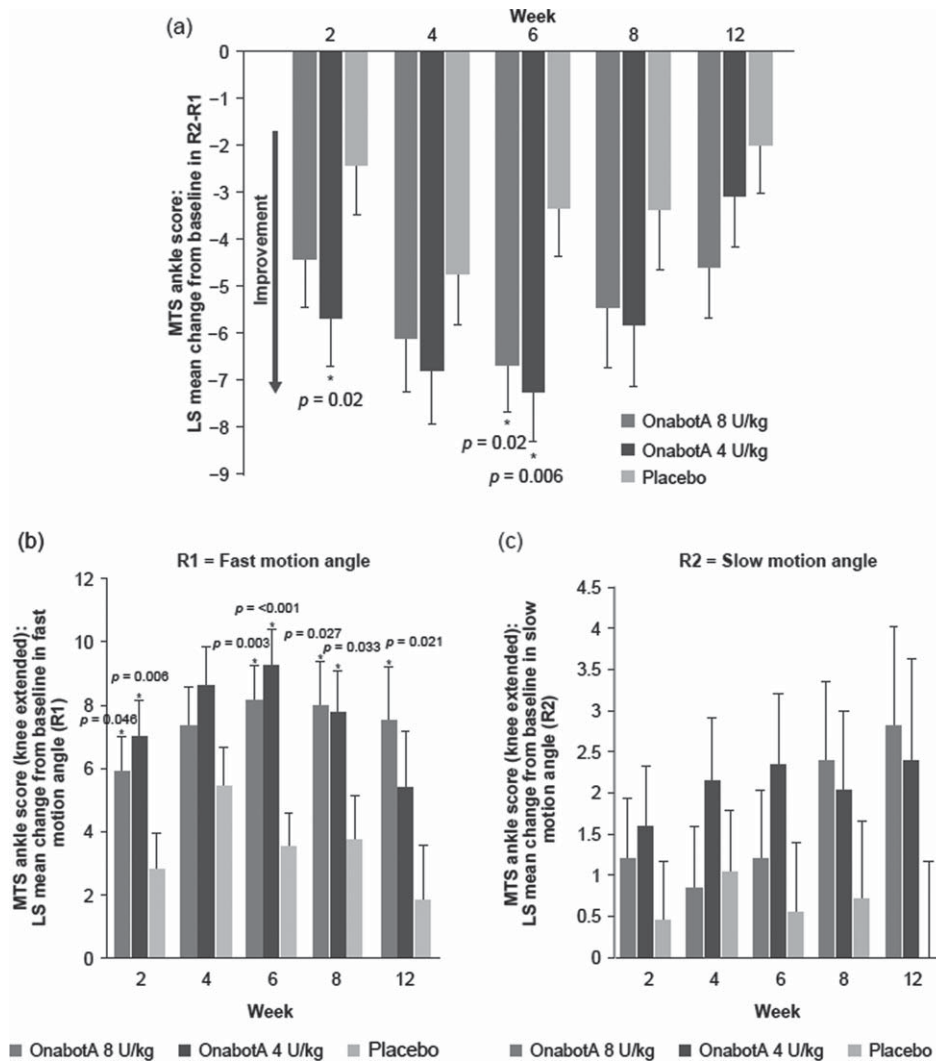 (a)
Week
2 4 6 8 12
0
−1
−2
−3
−4
−5
−6
−7
−8
−9
MTS ankle score:
LS mean change from baseline in R2-R1
Improvement
*
p = 0.02
*
p = 0.02
*
p = 0.006
OnabotA 8 U/kg
OnabotA 4 U/kg
Placebo
(b)
R1 = Fast motion angle
MTS ankle score (knee extended):
LS mean change from baseline in fast
motion angle (R1)
12
10
8
6
4
2
0
p = 0.046
*
p = 0.006
*
p = 0.003
*
p = <0.001
*
p = 0.027
*
p = 0.033
*
p = 0.021
*
2 4 6 8 12
Week
OnabotA 8 U/kg OnabotA 4 U/kg Placebo
(c)
R2 = Slow motion angle
MTS ankle score (knee extended):
LS mean change from baseline in slow
motion angle (R2)
4.5
4
3.5
3
2.5
2
1.5
1
0.5
0
2 4 6 8 12
Week
OnabotA 8 U/kg OnabotA 4 U/kg Placebo